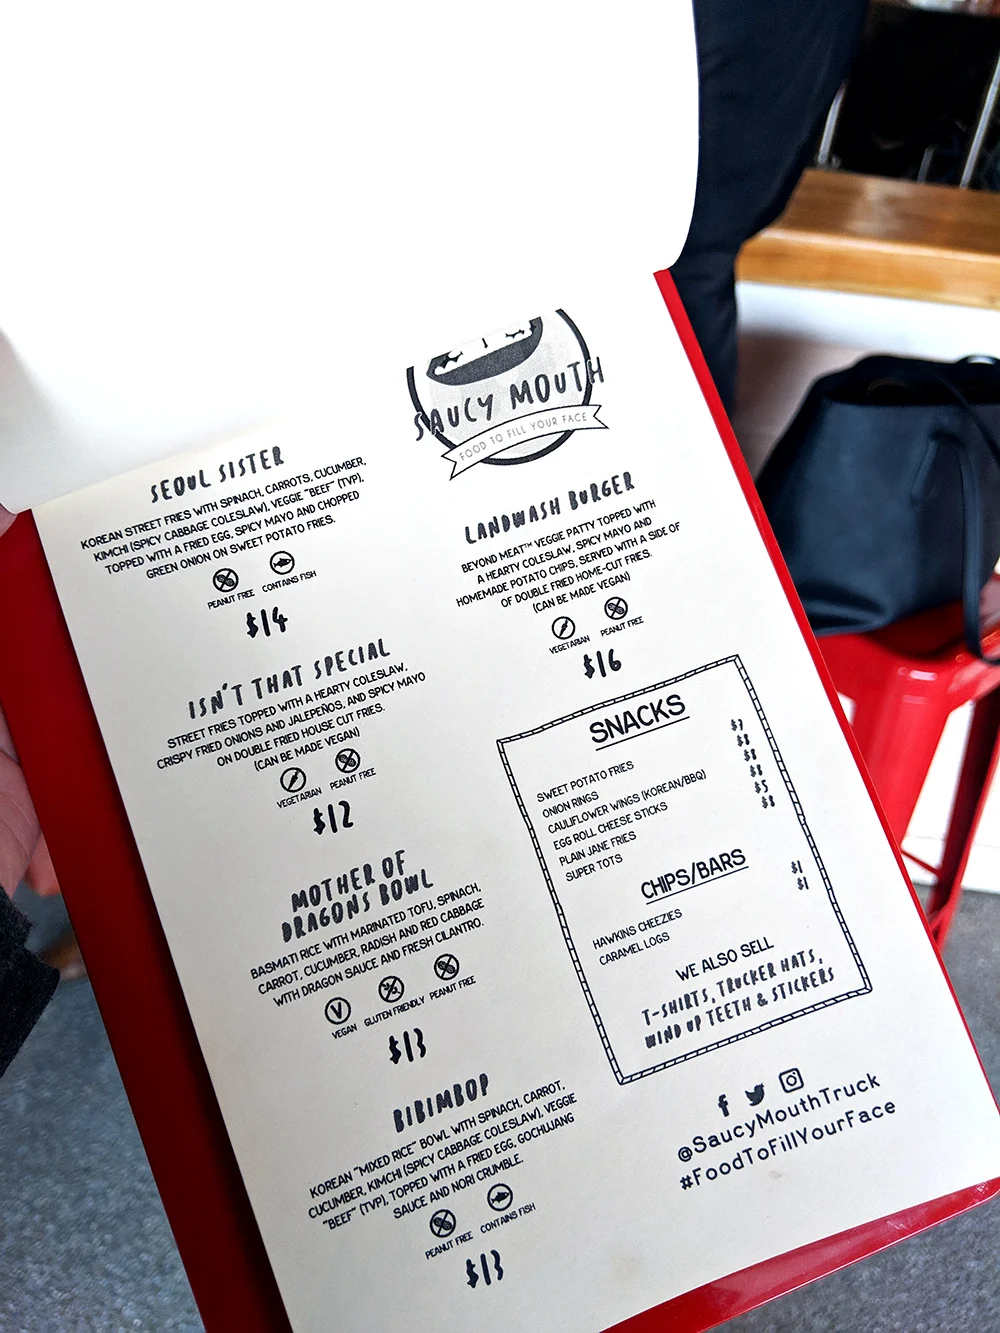 SAUCY MOUTH
FOOD TO FILL YOUR FACE
SEOUL SISTER
KOREAN STREET FRIES WITH SPINACH, CARROTS, CUCUMBER,
KIMCHI (SPICY CABBAGE COLESLAW), VEGGIE "BEEF" (TVP),
TOPPED WITH A FRIED EGG, SPICY MAYO AND CHOPPED
GREEN ONION ON SWEET POTATO FRIES.
PEANUT FREE CONTAINS FISH
$14
ISN'T THAT SPECIAL
STREET FRIES TOPPED WITH A HEARTY COLESLAW,
CRISPY FRIED ONIONS AND JALEPEÑOS, AND SPICY MAYO
ON DOUBLE FRIED HOUSE CUT FRIES.
(CAN BE MADE VEGAN)
VEGETARIAN PEANUT FREE
$12
MOTHER OF
DRAGONS BOWL
BASMATI RICE WITH MARINATED TOFU, SPINACH,
CARROT, CUCUMBER, RADISH AND RED CABBAGE
WITH DRAGON SAUCE AND FRESH CILANTRO.
V
VEGAN GLUTEN FRIENDLY PEANUT FREE
$13
BIBIMBOP
KOREAN "MIXED RICE" BOWL WITH SPINACH, CARROT,
CUCUMBER, KIMCHI (SPICY CABBAGE COLESLAW), VEGGIE
"BEEF" (TVP), TOPPED WITH A FRIED EGG, GOCHUJANG
SAUCE AND NORI CRUMBLE.
PEANUT FREE CONTAINS FISH
$13
LANDWASH BURGER
BEYOND MEAT™ VEGGIE PATTY TOPPED WITH
A HEARTY COLESLAW, SPICY MAYO AND
HOMEMADE POTATO CHIPS. SERVED WITH A SIDE OF
OF DOUBLE FRIED HOME-CUT FRIES.
(CAN BE MADE VEGAN)
VEGETARIAN PEANUT FREE
$16
SNACKS
SWEET POTATO FRIES $7
ONION RINGS $8
CAULIFLOWER WINGS (KOREAN/BBQ) $8
EGG ROLL CHEESE STICKS $8
PLAIN JANE FRIES $5
SUPER TOTS $8
CHIPS/BARS
HAWKINS CHEEZIES $1
CARAMEL LOGS $1
WE ALSO SELL
T-SHIRTS, TRUCKER HATS,
WIND UP TEETH & STICKERS
@SaucyMouthTruck
#FoodToFillYourFace